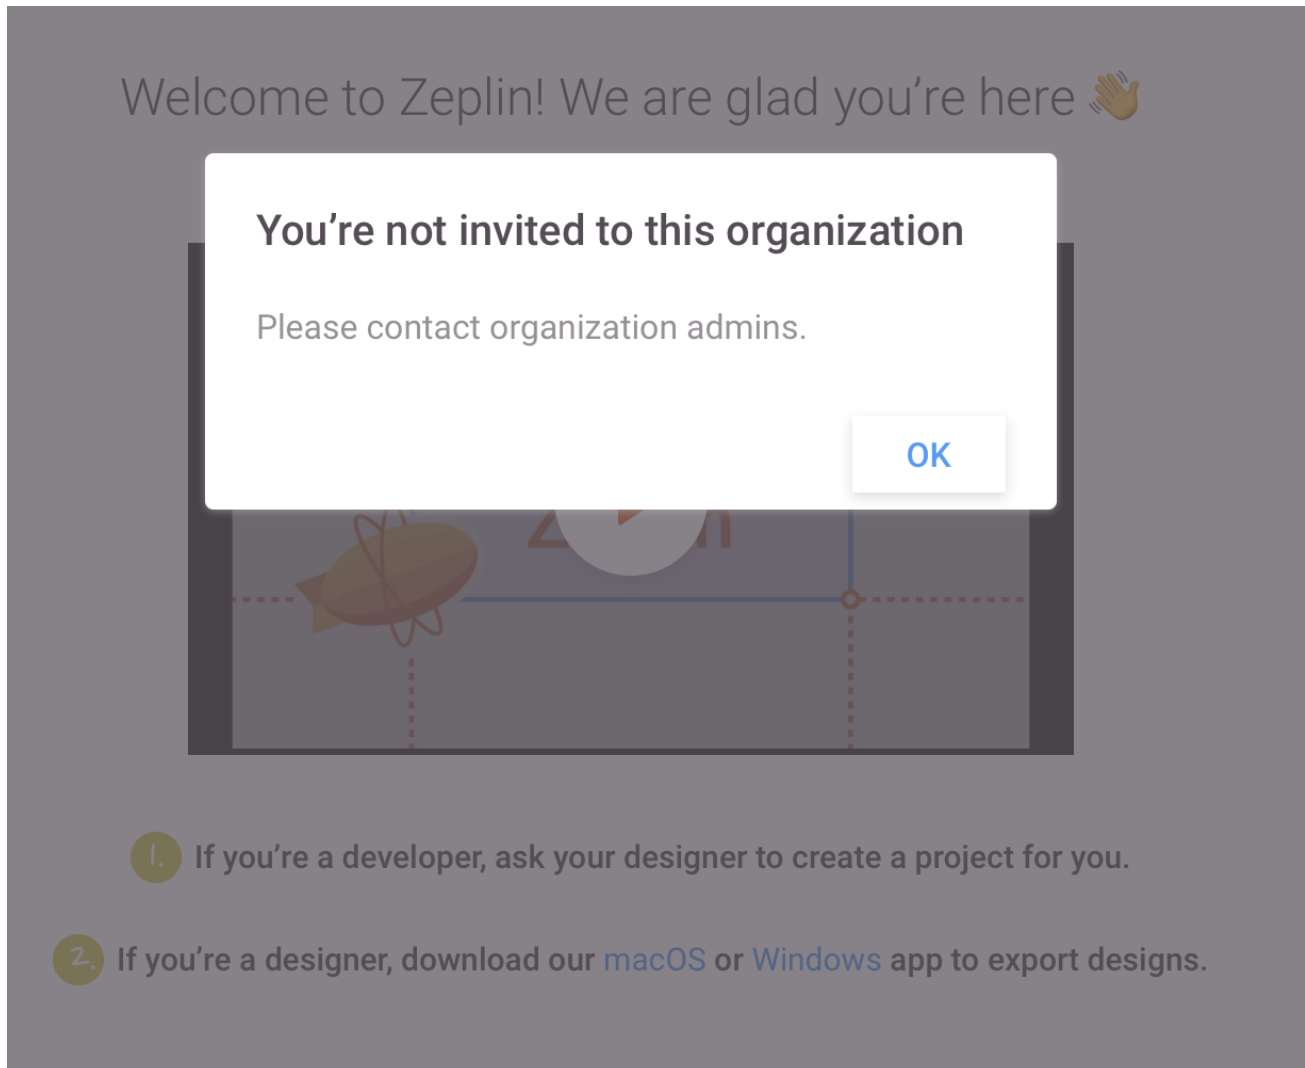 Welcome to Zeplin! We are glad you’re here 👋
You’re not invited to this organization
Please contact organization admins.
OK
1. If you’re a developer, ask your designer to create a project for you.
2. If you’re a designer, download our macOS or Windows app to export designs.